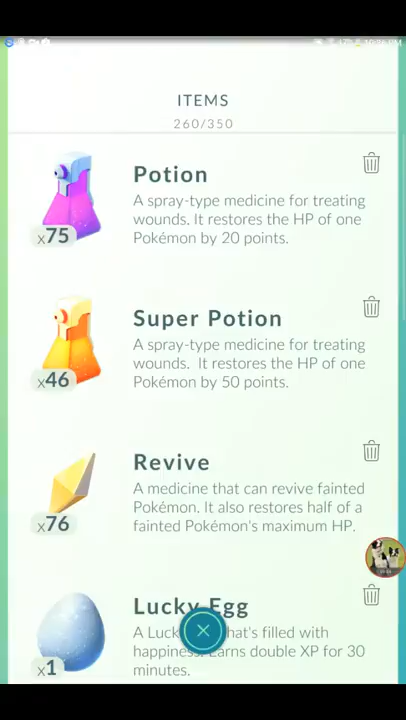 ITEMS
260/350
Potion
A spray-type medicine for treating
wounds. It restores the HP of one
Pokémon by 20 points.
x75
Super Potion
A spray-type medicine for treating
wounds. It restores the HP of one
Pokémon by 50 points.
x46
Revive
A medicine that can revive fainted
Pokémon. It also restores half of a
fainted Pokémon's maximum HP.
x76
Lucky Egg
A Luck that's filled with
happiness. Earns double XP for 30
minutes.
x1